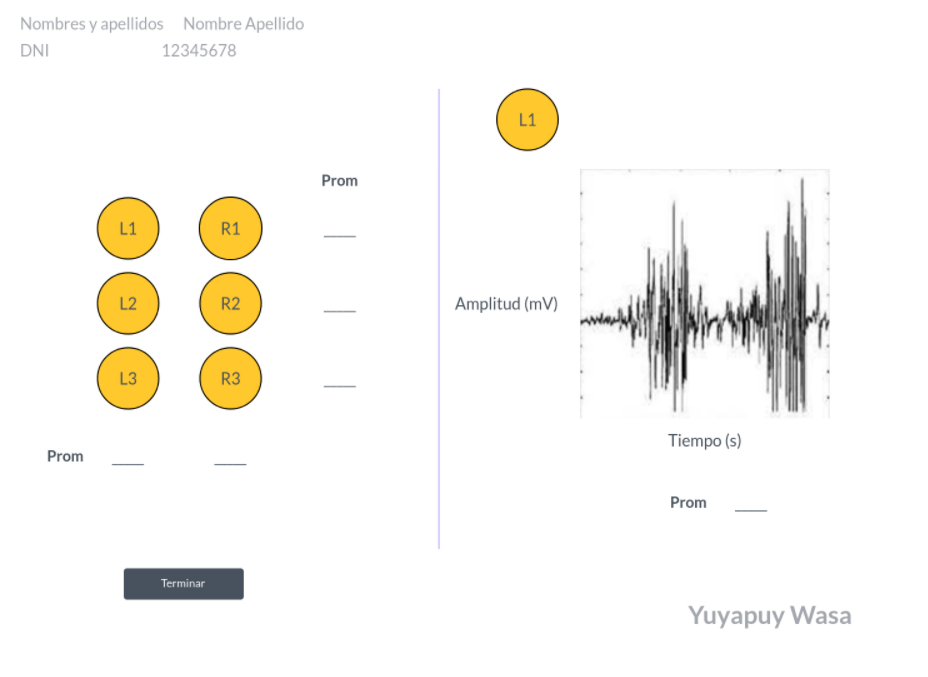 Nombres y apellidos Nombre Apellido
DNI 12345678
Prom
L1 R1 ____
L2 R2 ____
L3 R3 ____
Prom ____ ____
Terminar
L1
Amplitud (mV)
Tiempo (s)
Prom ____
Yuyapuy Wasa